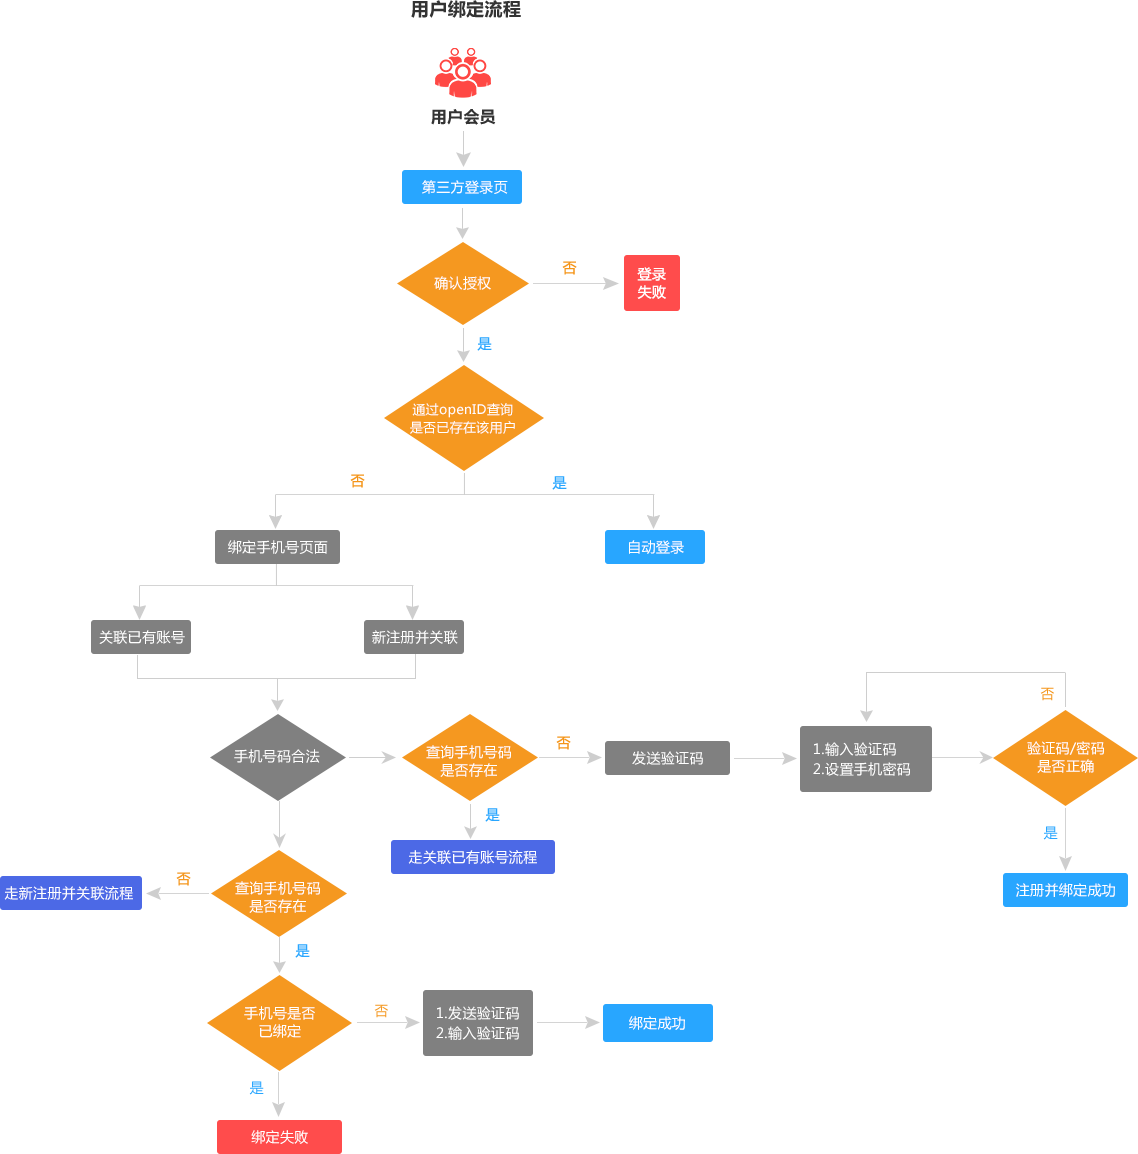 用户绑定流程
用户会员
第三方登录页
确认授权
否
登录
失败
是
通过openID查询
是否已存在该用户
否
是
绑定手机号页面
自动登录
关联已有账号
新注册并关联
手机号码合法
查询手机号码
是否存在
否
发送验证码
1.输入验证码
2.设置手机密码
否
验证码/密码
是否正确
是
走关联已有账号流程
是
注册并绑定成功
走新注册并关联流程
否
查询手机号码
是否存在
是
手机号是否
已绑定
否
1.发送验证码
2.输入验证码
绑定成功
是
绑定失败